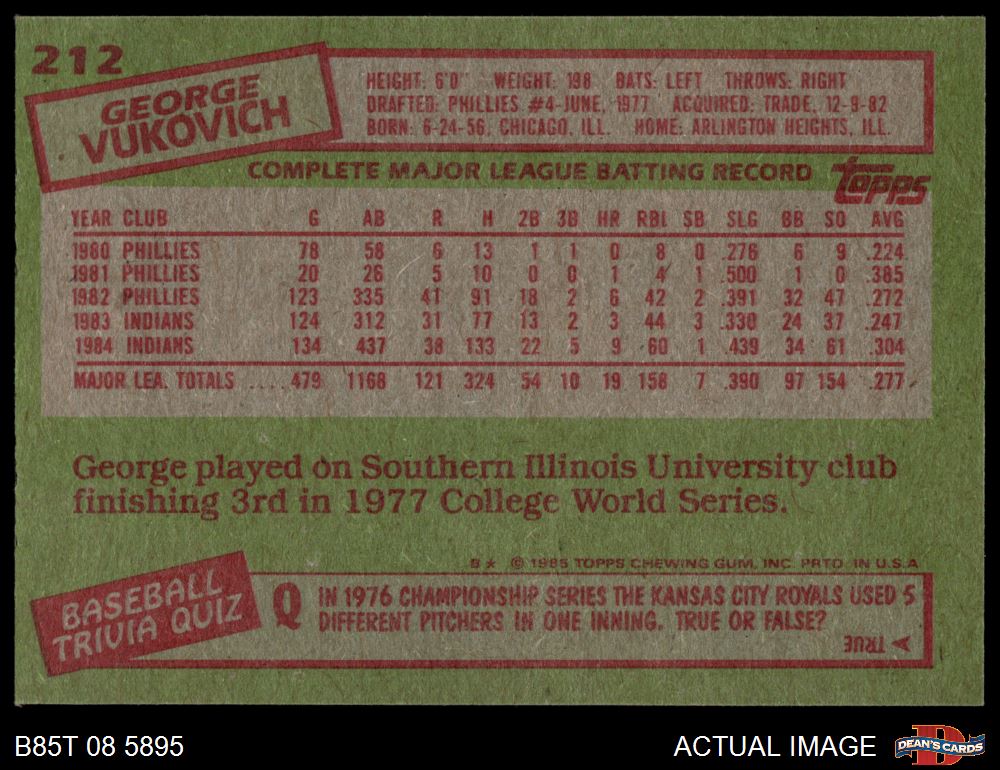 212
GEORGE
VUKOVICH
HEIGHT: 6'0" WEIGHT: 198 BATS: LEFT THROWS: RIGHT
DRAFTED: PHILLIES #4-JUNE, 1977 ACQUIRED: TRADE, 12-9-82
BORN: 6-24-56, CHICAGO, ILL. HOME: ARLINGTON HEIGHTS, ILL.
COMPLETE MAJOR LEAGUE BATTING RECORD
topps
YEAR CLUB G AB R H 2B 3B HR RBI SB SLG BB SO AVG
1980 PHILLIES 78 58 6 13 1 1 0 8 0 .276 6 9 .224
1981 PHILLIES 20 26 5 10 0 0 1 4 1 .500 1 0 .385
1982 PHILLIES 123 335 41 91 18 2 6 42 2 .391 32 47 .272
1983 INDIANS 124 312 31 77 13 2 3 44 3 .330 24 37 .247
1984 INDIANS 134 437 38 133 22 5 9 60 1 .439 34 61 .304
MAJOR LEA. TOTALS .... 479 1168 121 324 54 10 19 158 7 .390 97 154 .277
George played on Southern Illinois University club
finishing 3rd in 1977 College World Series.
B* © 1985 TOPPS CHEWING GUM, INC. PRTD. IN U.S.A
BASEBALL
TRIVIA QUIZ
Q IN 1976 CHAMPIONSHIP SERIES THE KANSAS CITY ROYALS USED 5
DIFFERENT PITCHERS IN ONE INNING. TRUE OR FALSE?
A TRUE
B85T 08 5895
ACTUAL IMAGE
DEAN'S CARDS